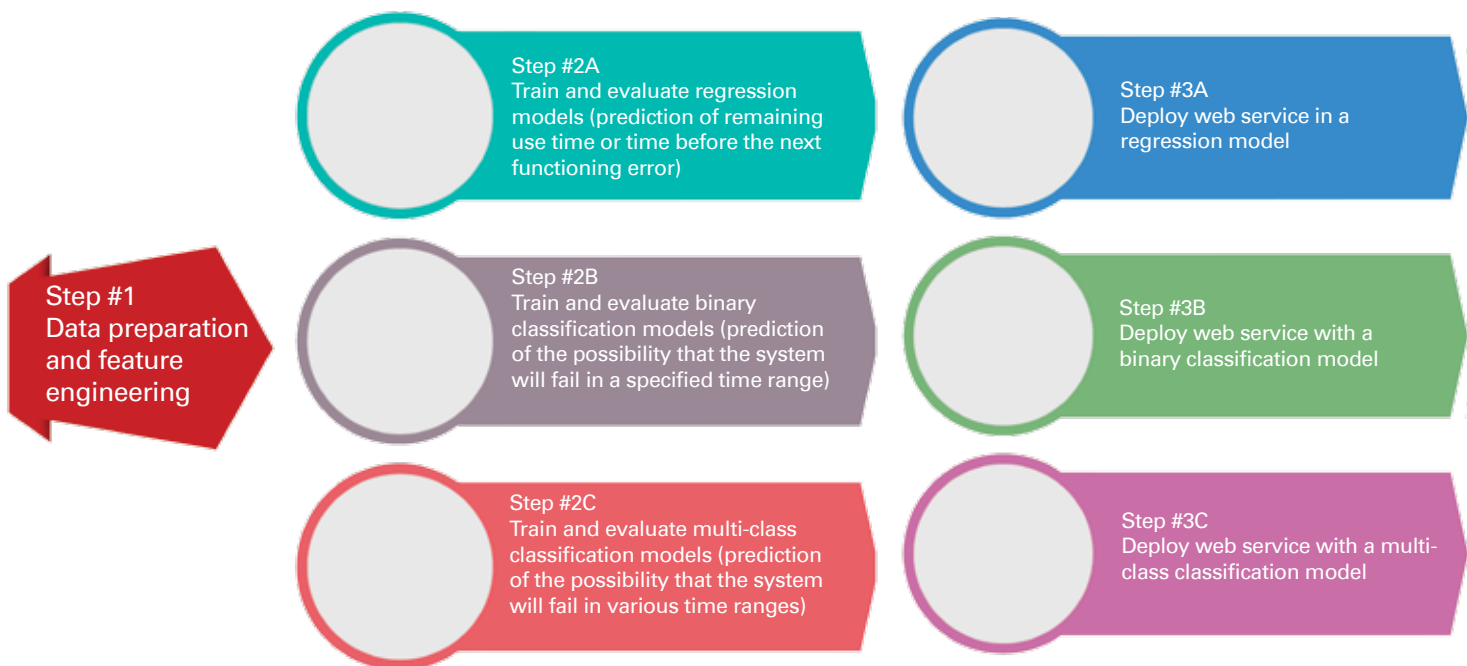 Step #1
Data preparation
and feature
engineering
Step #2A
Train and evaluate regression
models (prediction of remaining
use time or time before the next
functioning error)
Step #2B
Train and evaluate binary
classification models (prediction
of the possibility that the system
will fail in a specified time range)
Step #2C
Train and evaluate multi-class
classification models (prediction
of the possibility that the system
will fail in various time ranges)
Step #3A
Deploy web service in a
regression model
Step #3B
Deploy web service with a
binary classification model
Step #3C
Deploy web service with a multi-
class classification model